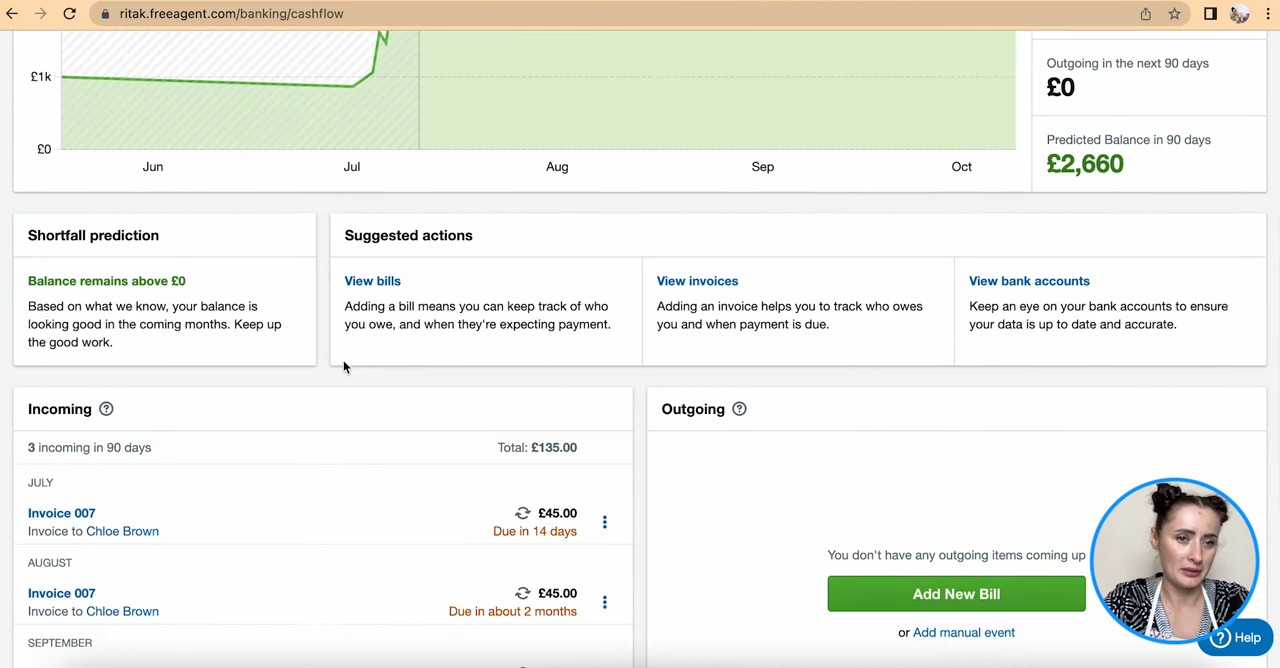 ritak.freeagent.com/banking/cashflow
£1k
£0
Jun Jul Aug Sep Oct
Outgoing in the next 90 days
£0
Predicted Balance in 90 days
£2,660
Shortfall prediction
Balance remains above £0
Based on what we know, your balance is
looking good in the coming months. Keep up
the good work.
Suggested actions
View bills
Adding a bill means you can keep track of who
you owe, and when they're expecting payment.
View invoices
Adding an invoice helps you to track who owes
you and when payment is due.
View bank accounts
Keep an eye on your bank accounts to ensure
your data is up to date and accurate.
Incoming ?
3 incoming in 90 days Total: £135.00
JULY
Invoice 007 £45.00
Invoice to Chloe Brown Due in 14 days
AUGUST
Invoice 007 £45.00
Invoice to Chloe Brown Due in about 2 months
SEPTEMBER
Outgoing ?
You don't have any outgoing items coming up
Add New Bill
or Add manual event
? Help